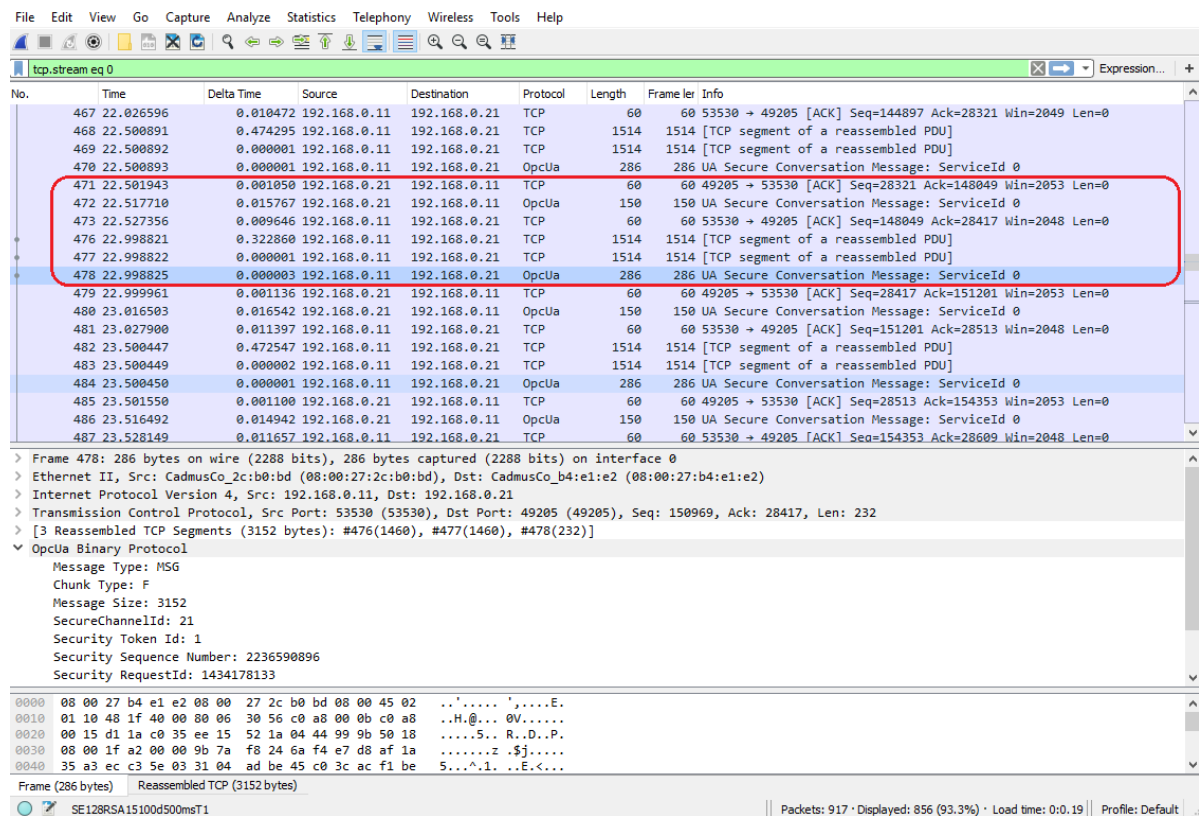 File Edit View Go Capture Analyze Statistics Telephony Wireless Tools Help
tcp.stream eq 0 Expression... +
No. Time Delta Time Source Destination Protocol Length Frame ler Info
467 22.026596 0.010472 192.168.0.11 192.168.0.21 TCP 60 60 53530 → 49205 [ACK] Seq=144897 Ack=28321 Win=2049 Len=0
468 22.500891 0.474295 192.168.0.11 192.168.0.21 TCP 1514 1514 [TCP segment of a reassembled PDU]
469 22.500892 0.000001 192.168.0.11 192.168.0.21 TCP 1514 1514 [TCP segment of a reassembled PDU]
470 22.500893 0.000001 192.168.0.11 192.168.0.21 OpcUa 286 286 UA Secure Conversation Message: ServiceId 0
471 22.501943 0.001050 192.168.0.21 192.168.0.11 TCP 60 60 49205 → 53530 [ACK] Seq=28321 Ack=148049 Win=2053 Len=0
472 22.517710 0.015767 192.168.0.21 192.168.0.11 OpcUa 150 150 UA Secure Conversation Message: ServiceId 0
473 22.527356 0.009646 192.168.0.11 192.168.0.21 TCP 60 60 53530 → 49205 [ACK] Seq=148049 Ack=28417 Win=2048 Len=0
476 22.998821 0.322860 192.168.0.11 192.168.0.21 TCP 1514 1514 [TCP segment of a reassembled PDU]
477 22.998822 0.000001 192.168.0.11 192.168.0.21 TCP 1514 1514 [TCP segment of a reassembled PDU]
478 22.998825 0.000003 192.168.0.11 192.168.0.21 OpcUa 286 286 UA Secure Conversation Message: ServiceId 0
479 22.999961 0.001136 192.168.0.21 192.168.0.11 TCP 60 60 49205 → 53530 [ACK] Seq=28417 Ack=151201 Win=2053 Len=0
480 23.016503 0.016542 192.168.0.21 192.168.0.11 OpcUa 150 150 UA Secure Conversation Message: ServiceId 0
481 23.027900 0.011397 192.168.0.11 192.168.0.21 TCP 60 60 53530 → 49205 [ACK] Seq=151201 Ack=28513 Win=2048 Len=0
482 23.500447 0.472547 192.168.0.11 192.168.0.21 TCP 1514 1514 [TCP segment of a reassembled PDU]
483 23.500449 0.000002 192.168.0.11 192.168.0.21 TCP 1514 1514 [TCP segment of a reassembled PDU]
484 23.500450 0.000001 192.168.0.11 192.168.0.21 OpcUa 286 286 UA Secure Conversation Message: ServiceId 0
485 23.501550 0.001100 192.168.0.21 192.168.0.11 TCP 60 60 49205 → 53530 [ACK] Seq=28513 Ack=154353 Win=2053 Len=0
486 23.516492 0.014942 192.168.0.21 192.168.0.11 OpcUa 150 150 UA Secure Conversation Message: ServiceId 0
487 23.528149 0.011657 192.168.0.11 192.168.0.21 TCP 60 60 53530 → 49205 [ACK] Seq=154353 Ack=28609 Win=2048 Len=0
> Frame 478: 286 bytes on wire (2288 bits), 286 bytes captured (2288 bits) on interface 0
> Ethernet II, Src: CadmusCo_2c:b0:bd (08:00:27:2c:b0:bd), Dst: CadmusCo_b4:e1:e2 (08:00:27:b4:e1:e2)
> Internet Protocol Version 4, Src: 192.168.0.11, Dst: 192.168.0.21
> Transmission Control Protocol, Src Port: 53530 (53530), Dst Port: 49205 (49205), Seq: 150969, Ack: 28417, Len: 232
> [3 Reassembled TCP Segments (3152 bytes): #476(1460), #477(1460), #478(232)]
OpcUa Binary Protocol
Message Type: MSG
Chunk Type: F
Message Size: 3152
SecureChannelId: 21
Security Token Id: 1
Security Sequence Number: 2236590896
Security RequestId: 1434178133
0000 08 00 27 b4 e1 e2 08 00 27 2c b0 bd 08 00 45 02 ..'..... ',....E.
0010 01 10 48 1f 40 00 80 06 30 56 c0 a8 00 0b c0 a8 ..H.@... 0V......
0020 00 15 d1 1a c0 35 ee 15 52 1a 04 44 99 9b 50 18 .....5.. R..D..P.
0030 08 00 1f a2 00 00 9b 7a f8 24 6a f4 e7 d8 af 1a .......z .$j.....
0040 35 a3 ec c3 5e 03 31 04 ad be 45 c0 3c ac f1 be 5...^.1. ..E.<...
Frame (286 bytes) Reassembled TCP (3152 bytes)
SE128RSA15100d500msT1 Packets: 917 · Displayed: 856 (93.3%) · Load time: 0:0.19 Profile: Default